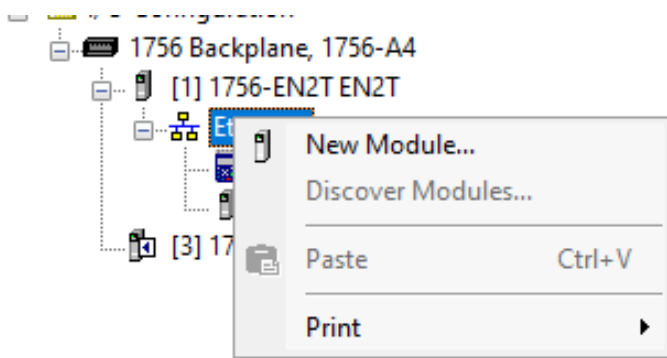 1756 Backplane, 1756-A4
[1] 1756-EN2T EN2T
New Module...
Discover Modules...
[3] 17
Paste Ctrl+V
Print